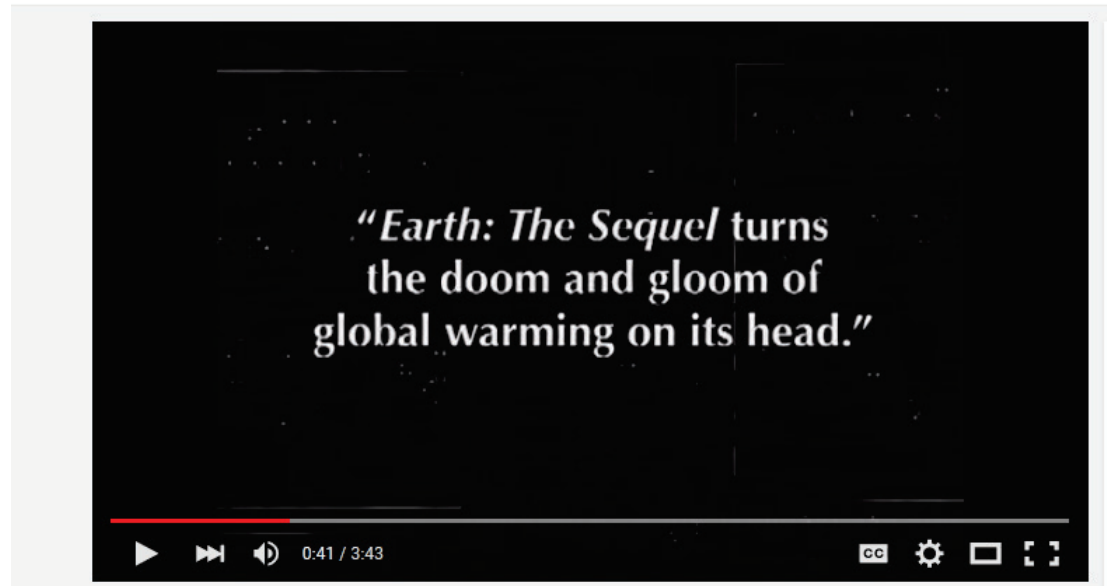 “Earth: The Sequel turns
the doom and gloom of
global warming on its head.”
0:41 / 3:43
CC